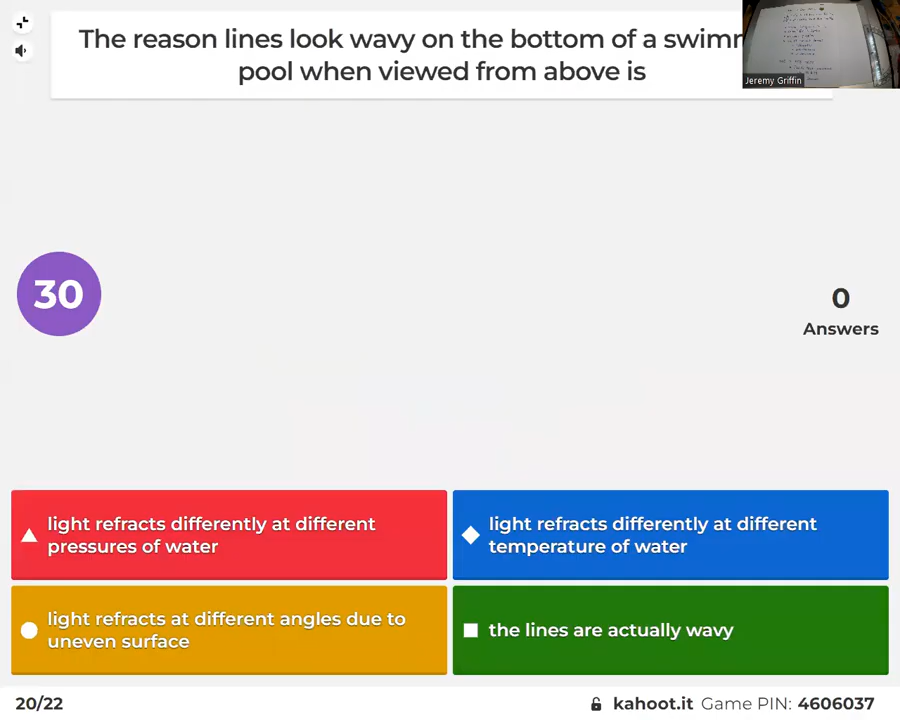 The reason lines look wavy on the bottom of a swimm
pool when viewed from above is
Jeremy Griffin
30
0
Answers
light refracts differently at different
pressures of water
light refracts differently at different
temperature of water
light refracts at different angles due to
uneven surface
the lines are actually wavy
20/22
kahoot.it Game PIN: 4606037